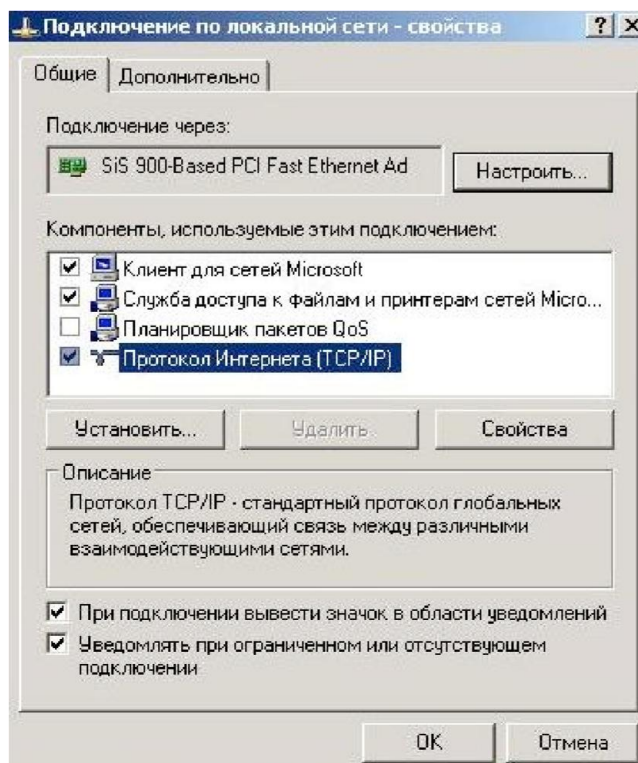 Подключение по локальной сети - свойства
Общие
Дополнительно
Подключение через:
SiS 900-Based PCI Fast Ethernet Ad
Настроить...
Компоненты, используемые этим подключением:
Клиент для сетей Microsoft
Служба доступа к файлам и принтерам сетей Micro...
Планировщик пакетов QoS
Протокол Интернета (TCP/IP)
Установить...
Удалить
Свойства
Описание
Протокол TCP/IP - стандартный протокол глобальных
сетей, обеспечивающий связь между различными
взаимодействующими сетями.
При подключении вывести значок в области уведомлений
Уведомлять при ограниченном или отсутствующем
подключении
OK
Отмена